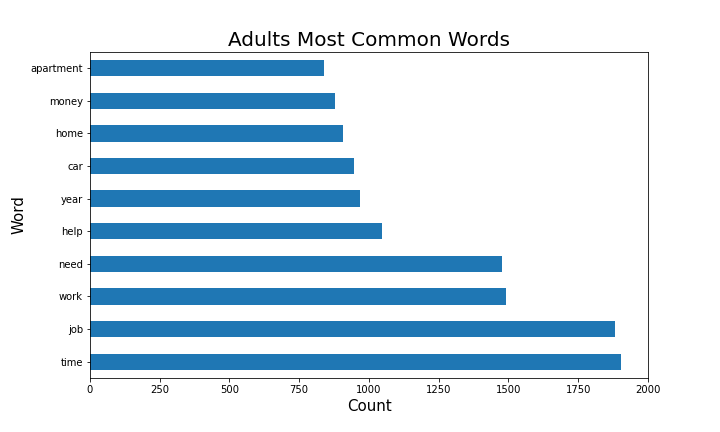 Adults Most Common Words
apartment
money
home
car
year
help
need
work
job
time
Word
0 250 500 750 1000 1250 1500 1750 2000
Count